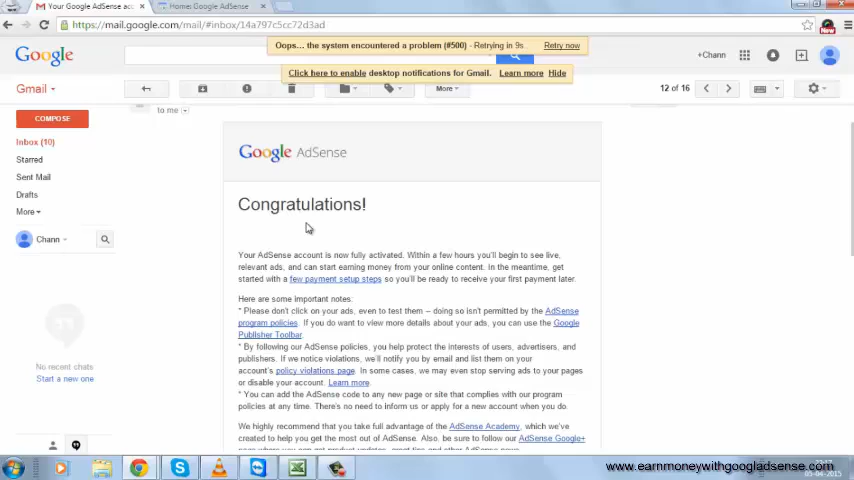 Your Google AdSense acc
Home: Google AdSense
https://mail.google.com/mail/#inbox/14a797c5cc72d3ad
New
Google
Oops... the system encountered a problem (#500) - Retrying in 9s. Retry now
+Chann
Click here to enable desktop notifications for Gmail. Learn more Hide
Gmail
More
12 of 16
COMPOSE
to me
Inbox (10)
Starred
Sent Mail
Drafts
More
Chann
No recent chats
Start a new one
Google AdSense
Congratulations!
Your AdSense account is now fully activated. Within a few hours you'll begin to see live,
relevant ads, and can start earning money from your online content. In the meantime, get
started with a few payment setup steps so you'll be ready to receive your first payment later.
Here are some important notes:
* Please don't click on your ads, even to test them – doing so isn't permitted by the AdSense
program policies. If you do want to view more details about your ads, you can use the Google
Publisher Toolbar.
* By following our AdSense policies, you help protect the interests of users, advertisers, and
publishers. If we notice violations, we'll notify you by email and list them on your
account's policy violations page. In some cases, we may even stop serving ads to your pages
or disable your account. Learn more.
* You can add the AdSense code to any new page or site that complies with our program
policies at any time. There's no need to inform us or apply for a new account when you do.
We highly recommend that you take full advantage of the AdSense Academy, which we've
created to help you get the most out of AdSense. Also, be sure to follow our AdSense Google+
www.earnmoneywithgoogladsense.com